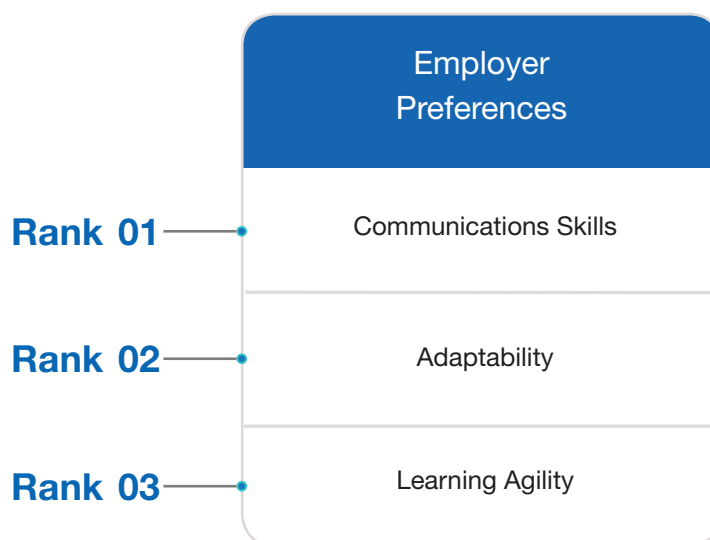 Employer
Preferences
Rank 01
Communications Skills
Rank 02
Adaptability
Rank 03
Learning Agility